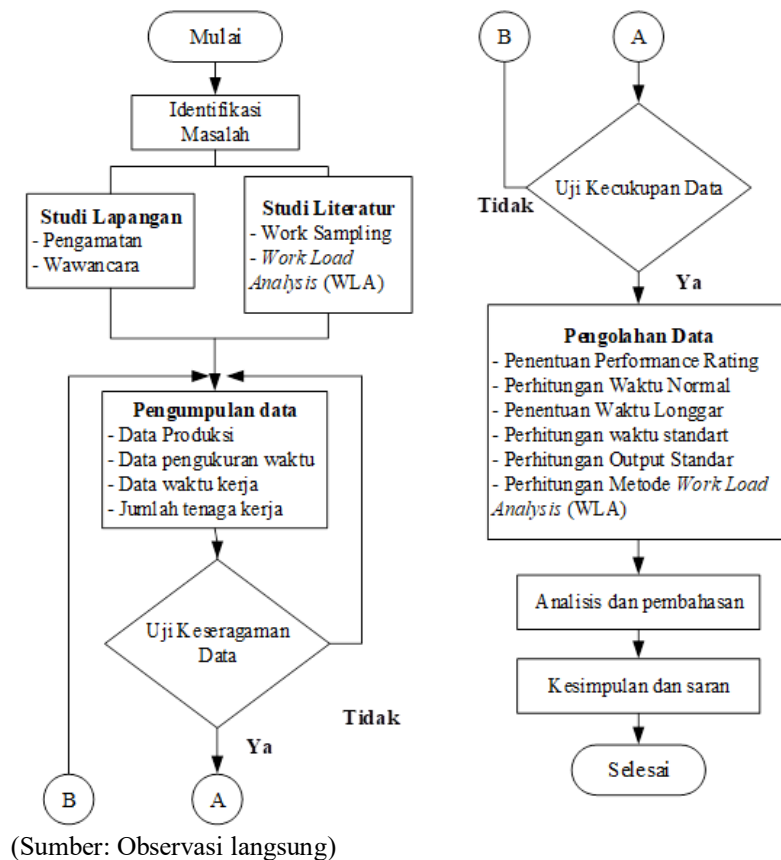 Mulai
Identifikasi
Masalah
Studi Lapangan
- Pengamatan
- Wawancara
Studi Literatur
- Work Sampling
- Work Load
Analysis (WLA)
Pengumpulan data
- Data Produksi
- Data pengukuran waktu
- Data waktu kerja
- Jumlah tenaga kerja
Uji Keseragaman
Data
Tidak
Ya
B
A
B
A
Uji Kecukupan Data
Tidak
Ya
Pengolahan Data
- Penentuan Performance Rating
- Perhitungan Waktu Normal
- Penentuan Waktu Longgar
- Perhitungan waktu standart
- Perhitungan Output Standar
- Perhitungan Metode Work Load
Analysis (WLA)
Analisis dan pembahasan
Kesimpulan dan saran
Selesai
(Sumber: Observasi langsung)